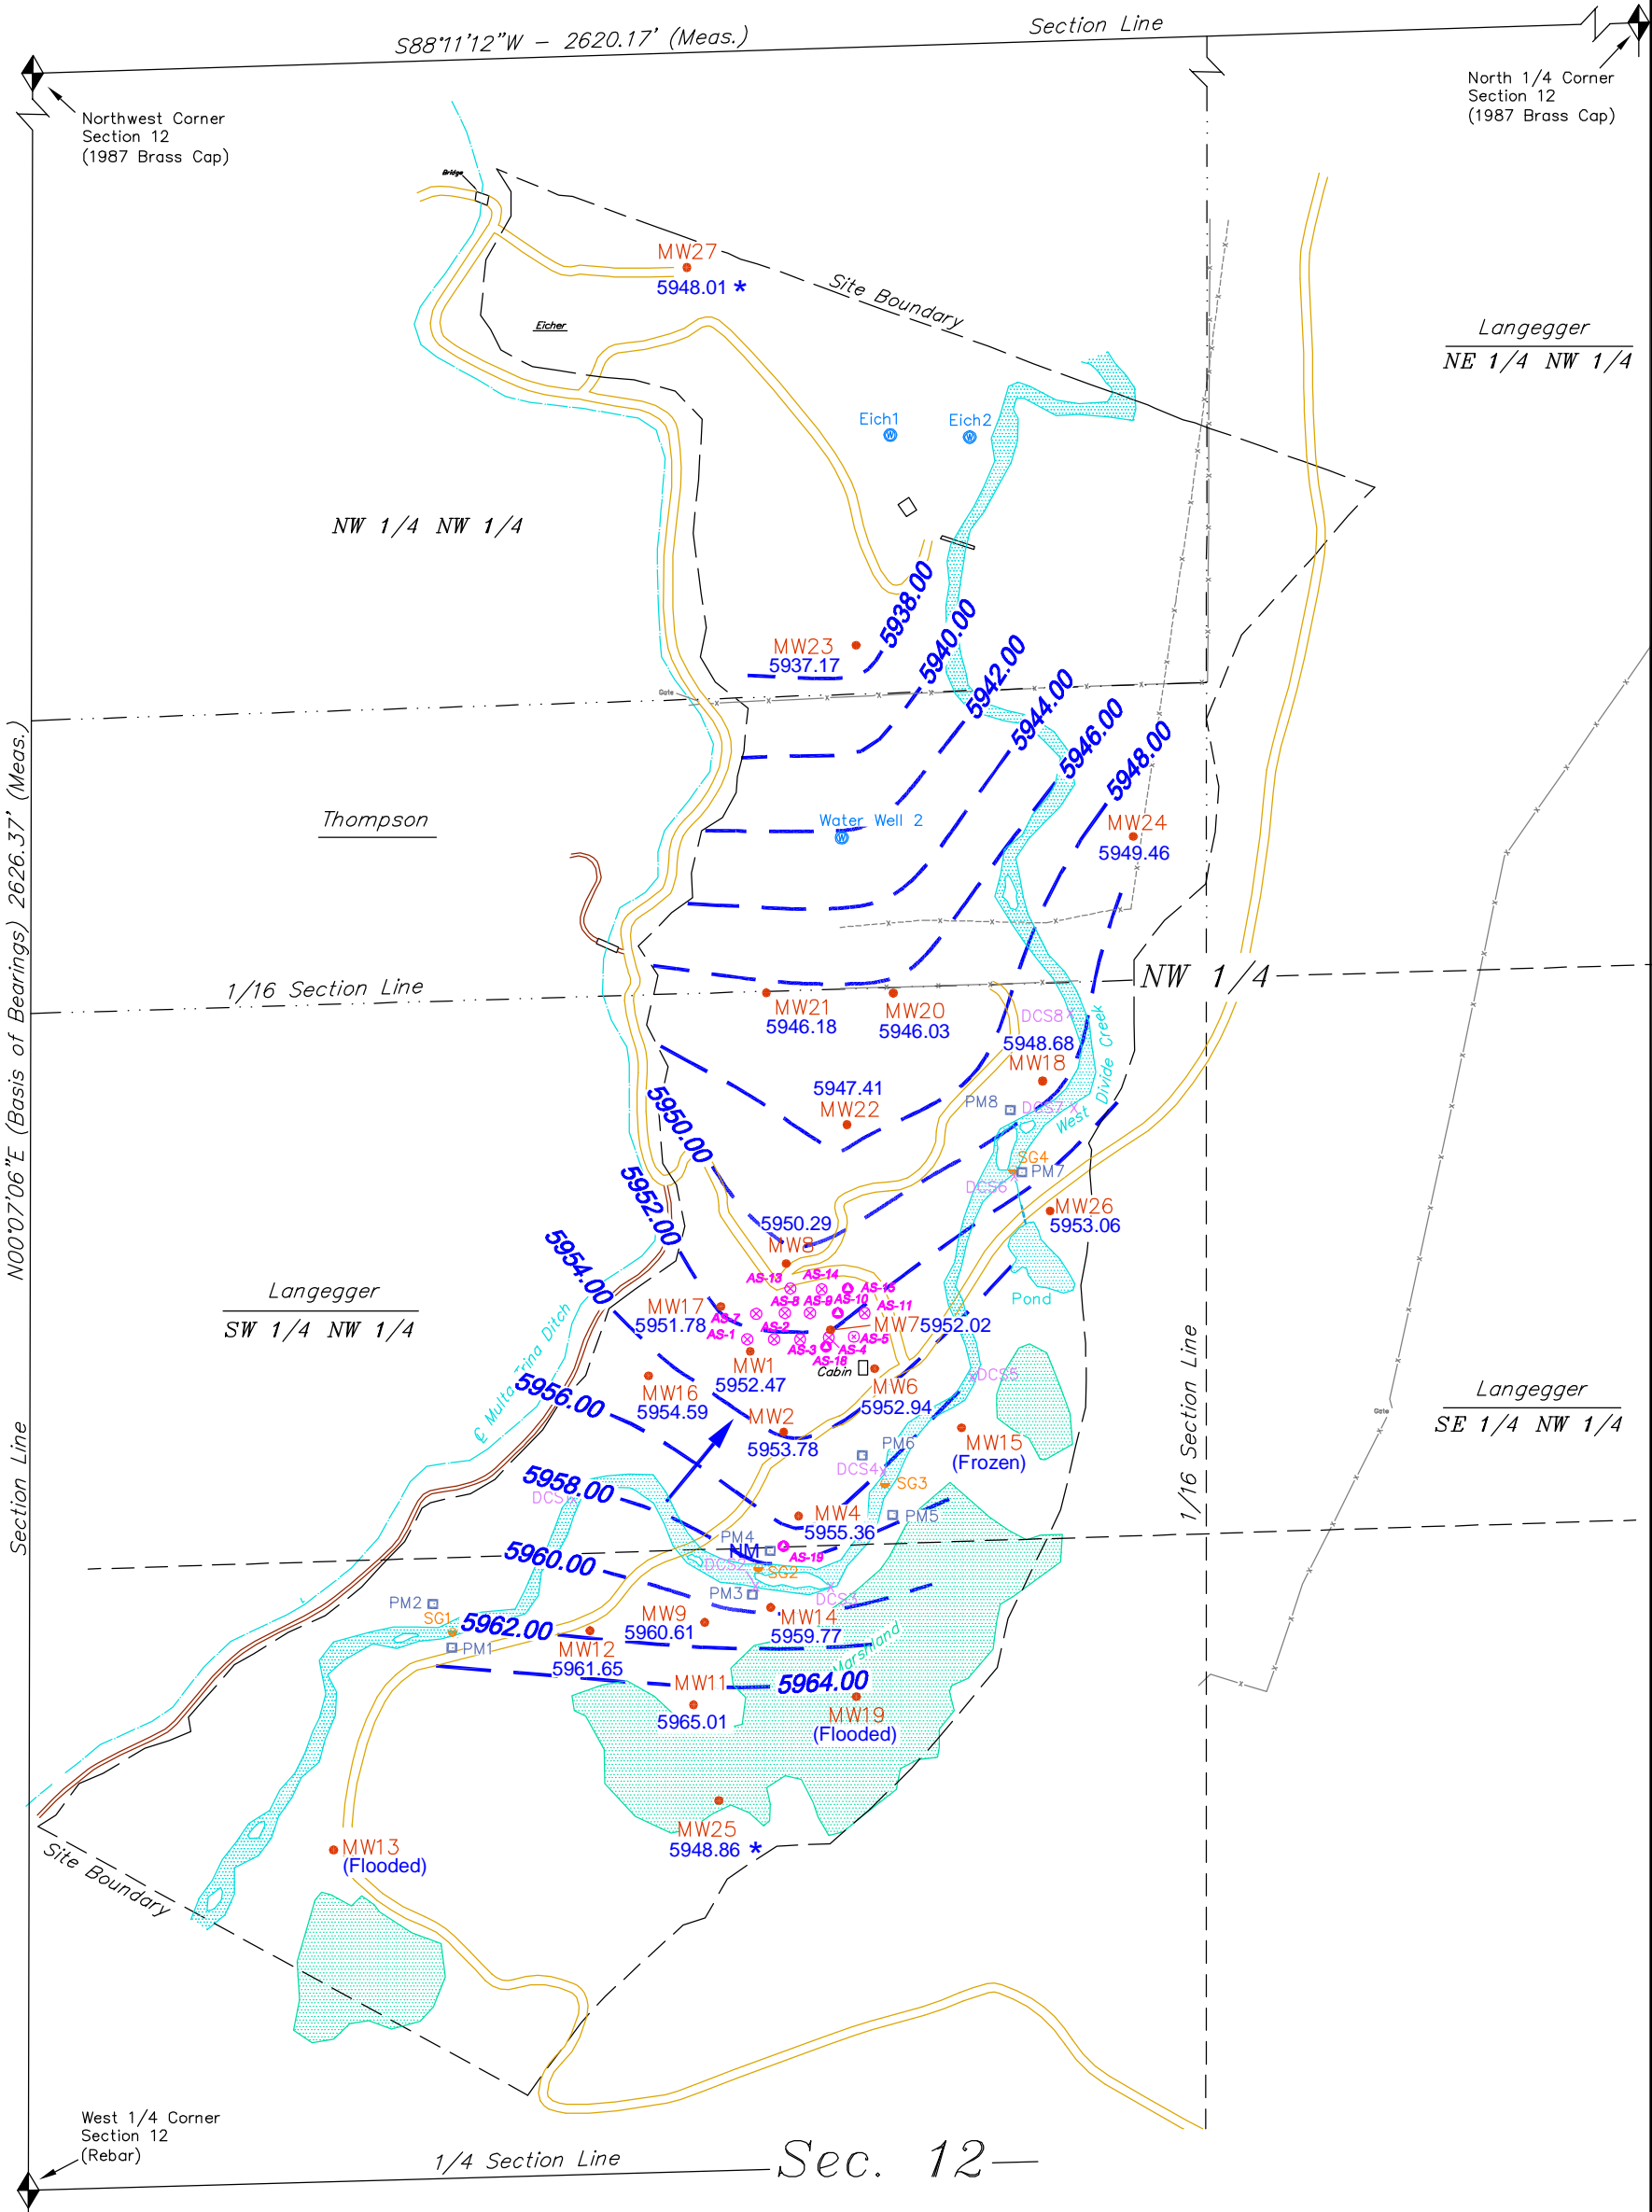 S88°11'12"W - 2620.17' (Meas.)
Section Line
Northwest Corner
Section 12
(1987 Brass Cap)
North 1/4 Corner
Section 12
(1987 Brass Cap)
Bridge
MW27
5948.01 *
Site Boundary
Eicher
Langegger
NE 1/4 NW 1/4
Eich1
Eich2
NW 1/4 NW 1/4
5938.00
5940.00
5942.00
5944.00
5946.00
5948.00
MW23
5937.17
Gate
Thompson
Water Well 2
MW24
5949.46
N00°07'06"E (Basis of Bearings) 2626.37' (Meas.)
1/16 Section Line
NW 1/4
MW21
5946.18
MW20
5946.03
DCS8
5948.68
MW18
West Divide Creek
5947.41
MW22
PM8
DCS7
5950.00
SG4
PM7
DCS6
5952.00
MW26
5953.06
5950.29
MW8
5954.00
AS-13
AS-14
AS-15
AS-8
AS-9
AS-10
AS-11
Pond
Langegger
SW 1/4 NW 1/4
MW17
5951.78
AS-7
AS-1
AS-2
AS-3
AS-4
AS-5
AS-18
MW7
5952.02
℄ Multa Trina Ditch
Cabin
MW1
5952.47
MW16
5954.59
MW6
5952.94
DCS5
1/16 Section Line
Langegger
SE 1/4 NW 1/4
Gate
5956.00
MW2
5953.78
MW15
(Frozen)
PM6
DCS4
SG3
5958.00
DCS1
Section Line
MW4
5955.36
PM5
PM4
NM
AS-19
5960.00
DCS2
SG2
PM3
DCS3
PM2
SG1
5962.00
PM1
MW9
5960.61
MW14
5959.77
MW12
5961.65
Marshland
MW11
5965.01
5964.00
MW19
(Flooded)
MW25
5948.86 *
MW13
(Flooded)
Site Boundary
West 1/4 Corner
Section 12
(Rebar)
1/4 Section Line
Sec. 12